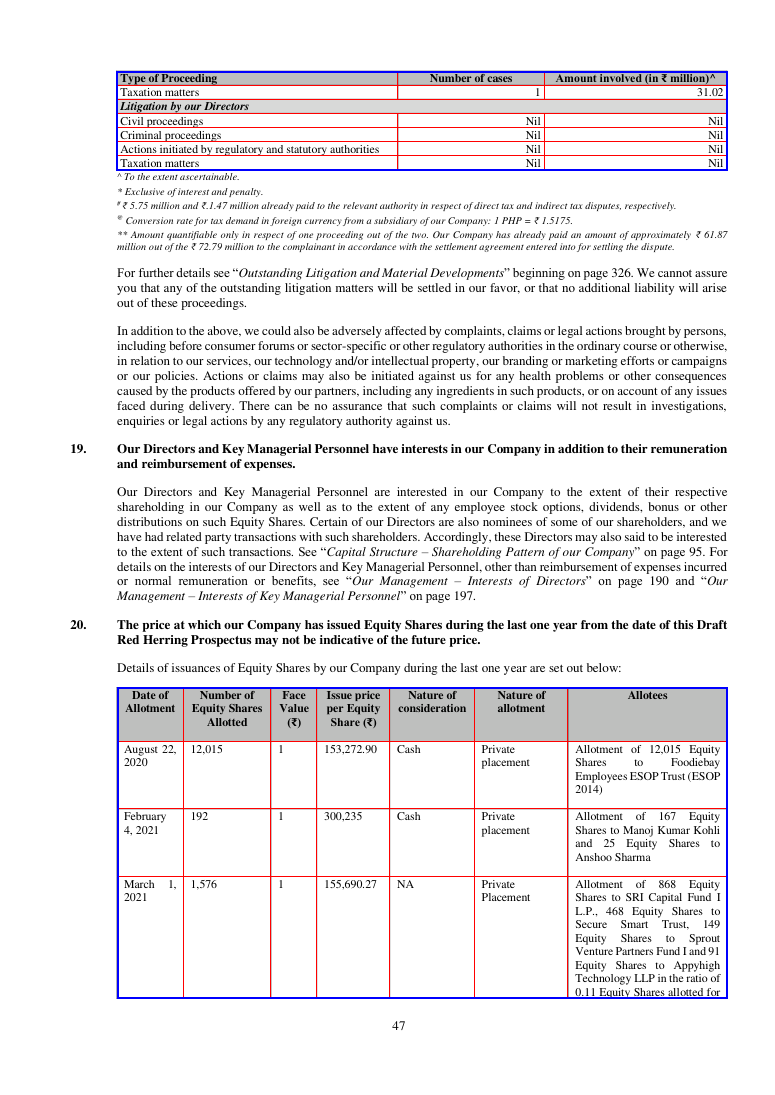 Type of Proceeding Number of cases Amount involved (in ₹ million)^
Taxation matters 1 31.02
Litigation by our Directors
Civil proceedings Nil Nil
Criminal proceedings Nil Nil
Actions initiated by regulatory and statutory authorities Nil Nil
Taxation matters Nil Nil
^ To the extent ascertainable.
* Exclusive of interest and penalty.
# ₹ 5.75 million and ₹.1.47 million already paid to the relevant authority in respect of direct tax and indirect tax disputes, respectively.
@ Conversion rate for tax demand in foreign currency from a subsidiary of our Company: 1 PHP = ₹ 1.5175.
** Amount quantifiable only in respect of one proceeding out of the two. Our Company has already paid an amount of approximately ₹ 61.87
million out of the ₹ 72.79 million to the complainant in accordance with the settlement agreement entered into for settling the dispute.
For further details see “Outstanding Litigation and Material Developments” beginning on page 326. We cannot assure
you that any of the outstanding litigation matters will be settled in our favor, or that no additional liability will arise
out of these proceedings.
In addition to the above, we could also be adversely affected by complaints, claims or legal actions brought by persons,
including before consumer forums or sector-specific or other regulatory authorities in the ordinary course or otherwise,
in relation to our services, our technology and/or intellectual property, our branding or marketing efforts or campaigns
or our policies. Actions or claims may also be initiated against us for any health problems or other consequences
caused by the products offered by our partners, including any ingredients in such products, or on account of any issues
faced during delivery. There can be no assurance that such complaints or claims will not result in investigations,
enquiries or legal actions by any regulatory authority against us.
19. Our Directors and Key Managerial Personnel have interests in our Company in addition to their remuneration
and reimbursement of expenses.
Our Directors and Key Managerial Personnel are interested in our Company to the extent of their respective
shareholding in our Company as well as to the extent of any employee stock options, dividends, bonus or other
distributions on such Equity Shares. Certain of our Directors are also nominees of some of our shareholders, and we
have had related party transactions with such shareholders. Accordingly, these Directors may also said to be interested
to the extent of such transactions. See “Capital Structure – Shareholding Pattern of our Company” on page 95. For
details on the interests of our Directors and Key Managerial Personnel, other than reimbursement of expenses incurred
or normal remuneration or benefits, see “Our Management – Interests of Directors” on page 190 and “Our
Management – Interests of Key Managerial Personnel” on page 197.
20. The price at which our Company has issued Equity Shares during the last one year from the date of this Draft
Red Herring Prospectus may not be indicative of the future price.
Details of issuances of Equity Shares by our Company during the last one year are set out below:
Date of Number of Face Issue price Nature of Nature of Allotees
Allotment Equity Shares Value per Equity consideration allotment
Allotted (₹) Share (₹)
August 22, 12,015 1 153,272.90 Cash Private Allotment of 12,015 Equity
2020 placement Shares to Foodiebay
Employees ESOP Trust (ESOP
2014)
February 192 1 300,235 Cash Private Allotment of 167 Equity
4, 2021 placement Shares to Manoj Kumar Kohli
and 25 Equity Shares to
Anshoo Sharma
March 1, 1,576 1 155,690.27 NA Private Allotment of 868 Equity
2021 Placement Shares to SRI Capital Fund I
L.P., 468 Equity Shares to
Secure Smart Trust, 149
Equity Shares to Sprout
Venture Partners Fund I and 91
Equity Shares to Appyhigh
Technology LLP in the ratio of
0.11 Equity Shares allotted for
47